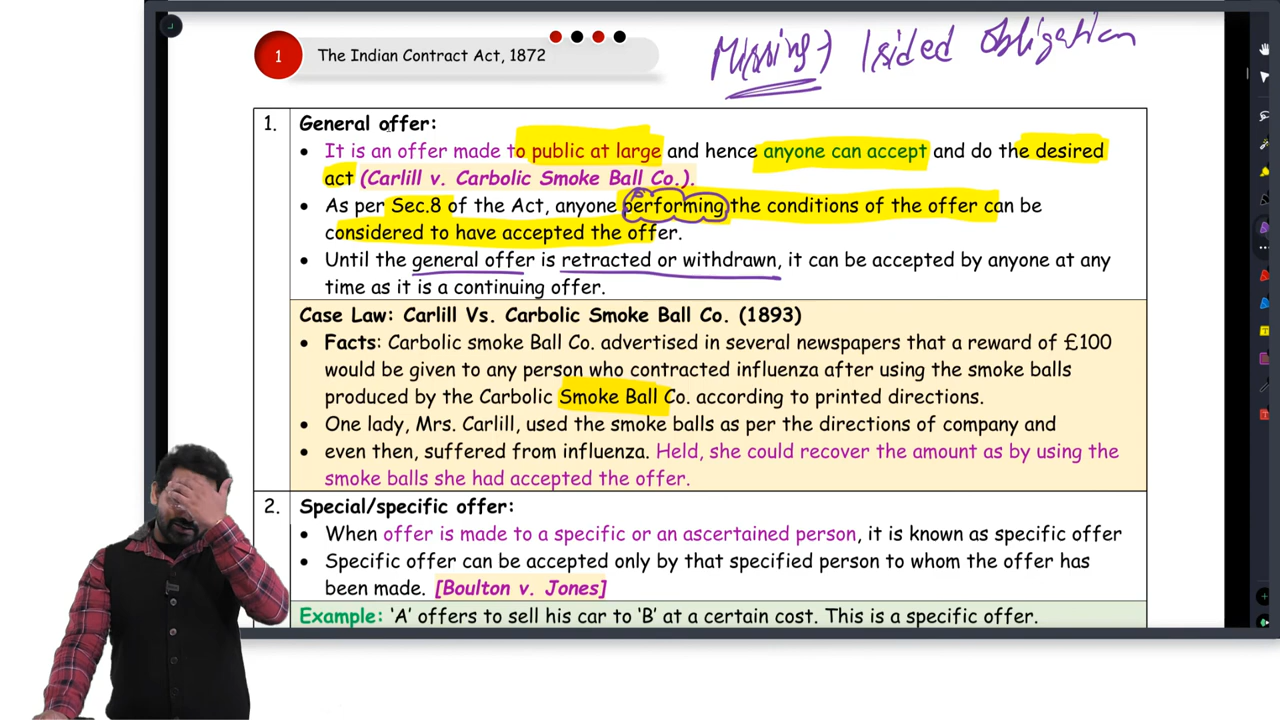 1 The Indian Contract Act, 1872
Missing → 1 sided obligation
1. General offer:
• It is an offer made to public at large and hence anyone can accept and do the desired
act (Carlill v. Carbolic Smoke Ball Co.).
• As per Sec.8 of the Act, anyone performing the conditions of the offer can be
considered to have accepted the offer.
• Until the general offer is retracted or withdrawn, it can be accepted by anyone at any
time as it is a continuing offer.
Case Law: Carlill Vs. Carbolic Smoke Ball Co. (1893)
• Facts: Carbolic smoke Ball Co. advertised in several newspapers that a reward of £100
would be given to any person who contracted influenza after using the smoke balls
produced by the Carbolic Smoke Ball Co. according to printed directions.
• One lady, Mrs. Carlill, used the smoke balls as per the directions of company and
• even then, suffered from influenza. Held, she could recover the amount as by using the
smoke balls she had accepted the offer.
2. Special/specific offer:
• When offer is made to a specific or an ascertained person, it is known as specific offer
• Specific offer can be accepted only by that specified person to whom the offer has
been made. [Boulton v. Jones]
Example: ‘A’ offers to sell his car to ‘B’ at a certain cost. This is a specific offer.